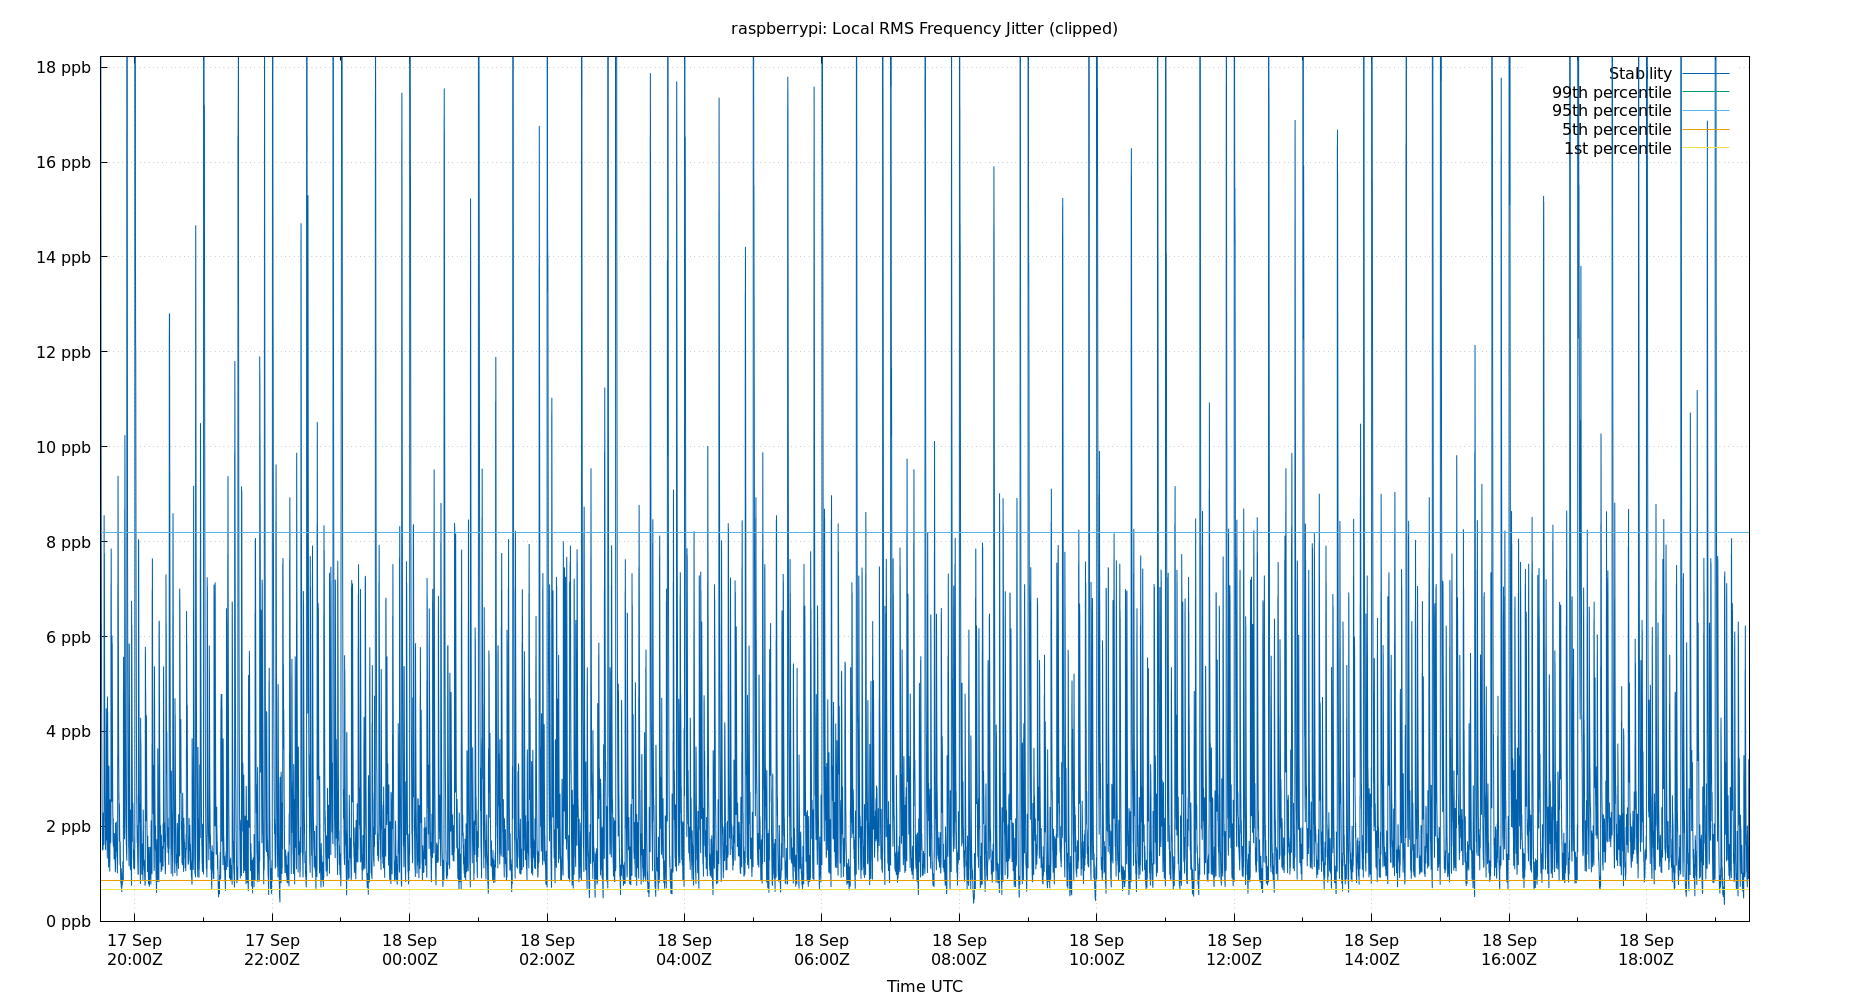 raspberrypi: Local RMS Frequency Jitter (clipped)
18 ppb
16 ppb
14 ppb
12 ppb
10 ppb
8 ppb
6 ppb
4 ppb
2 ppb
0 ppb
Stability
99th percentile
95th percentile
5th percentile
1st percentile
17 Sep 17 Sep 18 Sep 18 Sep 18 Sep 18 Sep 18 Sep 18 Sep 18 Sep 18 Sep 18 Sep 18 Sep
20:00Z 22:00Z 00:00Z 02:00Z 04:00Z 06:00Z 08:00Z 10:00Z 12:00Z 14:00Z 16:00Z 18:00Z
Time UTC